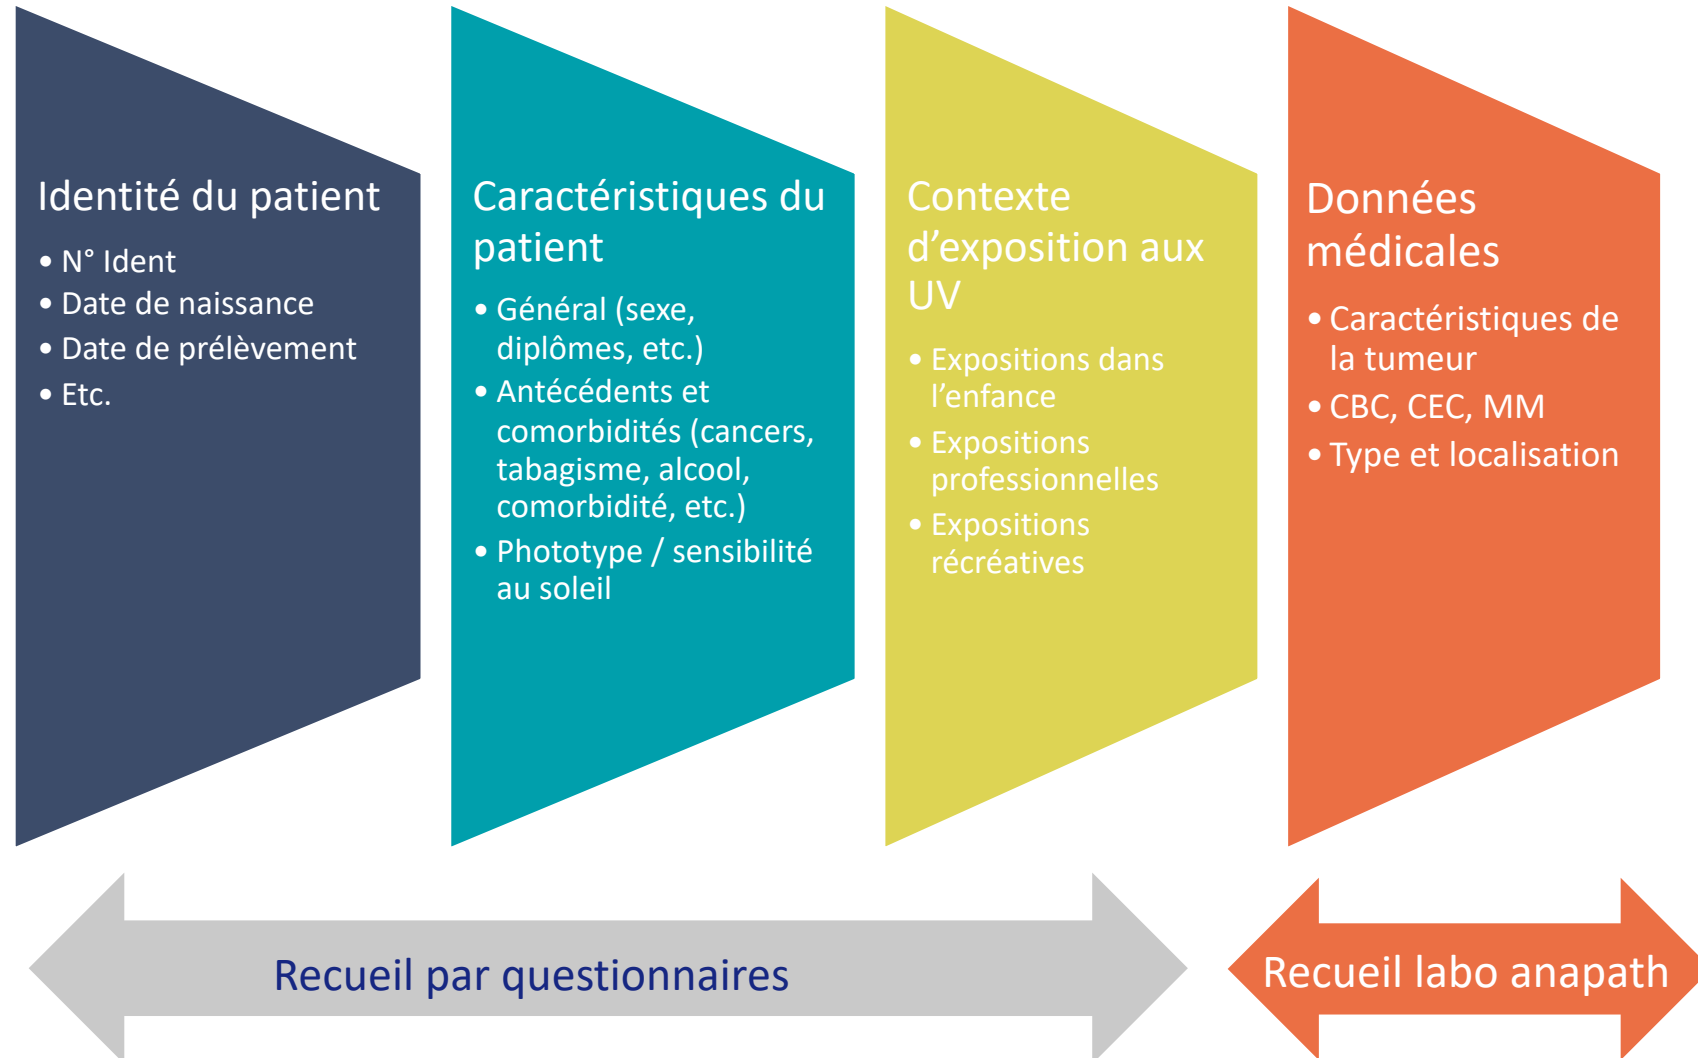 Identité du patient
• N° Ident
• Date de naissance
• Date de prélèvement
• Etc.
Caractéristiques du
patient
• Général (sexe,
diplômes, etc.)
• Antécédents et
comorbidités (cancers,
tabagisme, alcool,
comorbidité, etc.)
• Phototype / sensibilité
au soleil
Contexte
d’exposition aux
UV
• Expositions dans
l’enfance
• Expositions
professionnelles
• Expositions
récréatives
Données
médicales
• Caractéristiques de
la tumeur
• CBC, CEC, MM
• Type et localisation
Recueil par questionnaires
Recueil labo anapath